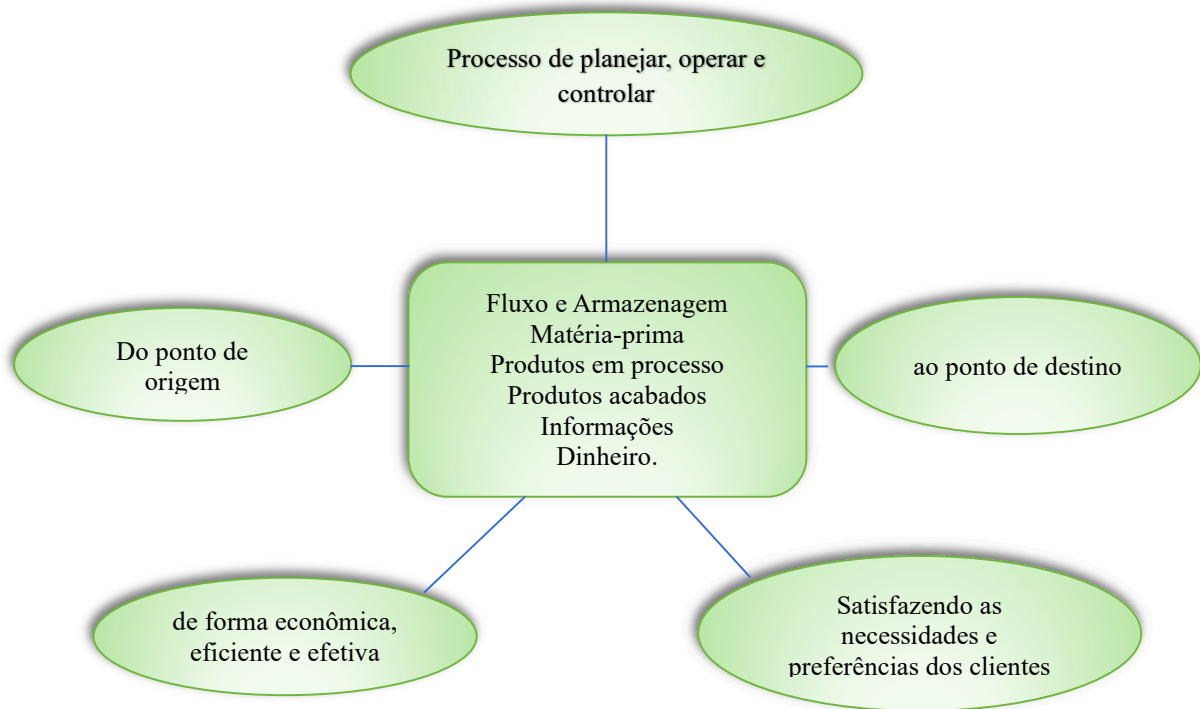 Processo de planejar, operar e
controlar
Fluxo e Armazenagem
Matéria-prima
Produtos em processo
Produtos acabados
Informações
Dinheiro.
Do ponto de
origem
ao ponto de destino
de forma econômica,
eficiente e efetiva
Satisfazendo as
necessidades e
preferências dos clientes